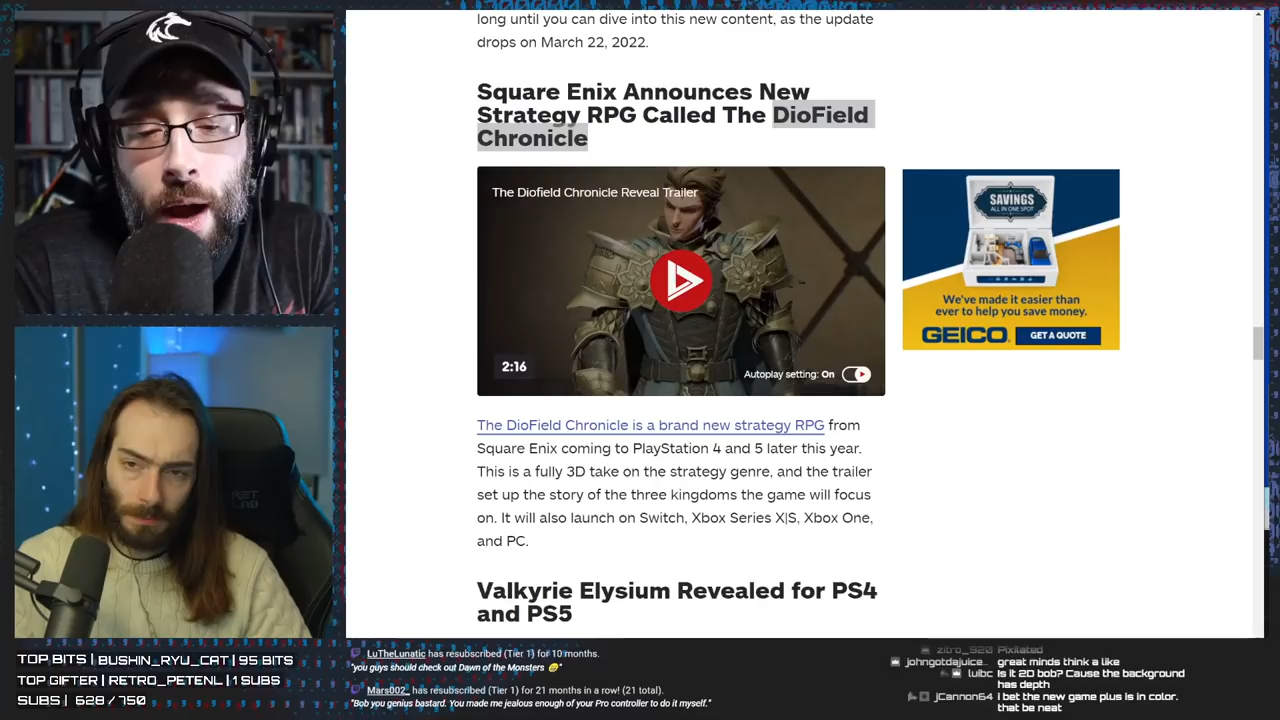 long until you can dive into this new content, as the update
drops on March 22, 2022.
Square Enix Announces New
Strategy RPG Called The DioField
Chronicle
The Diofield Chronicle Reveal Trailer
2:16
Autoplay setting: On
SAVINGS
ALL IN ONE SPOT
We've made it easier than
ever to help you save money.
GEICO
GET A QUOTE
The DioField Chronicle is a brand new strategy RPG from
Square Enix coming to PlayStation 4 and 5 later this year.
This is a fully 3D take on the strategy genre, and the trailer
set up the story of the three kingdoms the game will focus
on. It will also launch on Switch, Xbox Series X|S, Xbox One,
and PC.
Valkyrie Elysium Revealed for PS4
and PS5
TOP BITS | BUSHIN_RYU_CAT | 95 BITS
TOP GIFTER | RETRO_PETENL | 1 SUBS
SUBS | 628 / 750
LuTheLunatic has resubscribed (Tier 1) for 10 months.
"you guys should check out Dawn of the Monsters 😅"
Mars002_ has resubscribed (Tier 1) for 21 months in a row! (21 total).
"Bob you genius bastard. You made me jealous enough of your Pro controller to do it myself."
zitro_920 Pixilated
johngotdajuice... great minds think a like
luibc Is it 2D bob? Cause the background
has depth
jCannon64 I bet the new game plus is in color.
that be neat